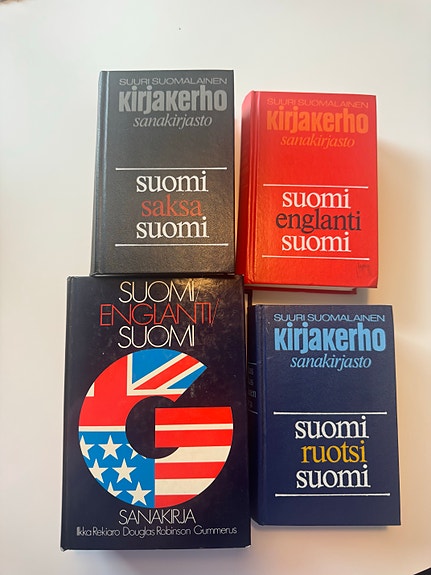 SUURI SUOMALAINEN
kirjakerho
sanakirjasto
suomi
saksa
suomi
SUURI SUOMALAINEN
kirjakerho
sanakirjasto
suomi
englanti
suomi
SUOMI/
ENGLANTI/
SUOMI
G
SANAKIRJA
Ilkka Rekiaro Douglas Robinson Gummerus
SUURI SUOMALAINEN
kirjakerho
sanakirjasto
suomi
ruotsi
suomi